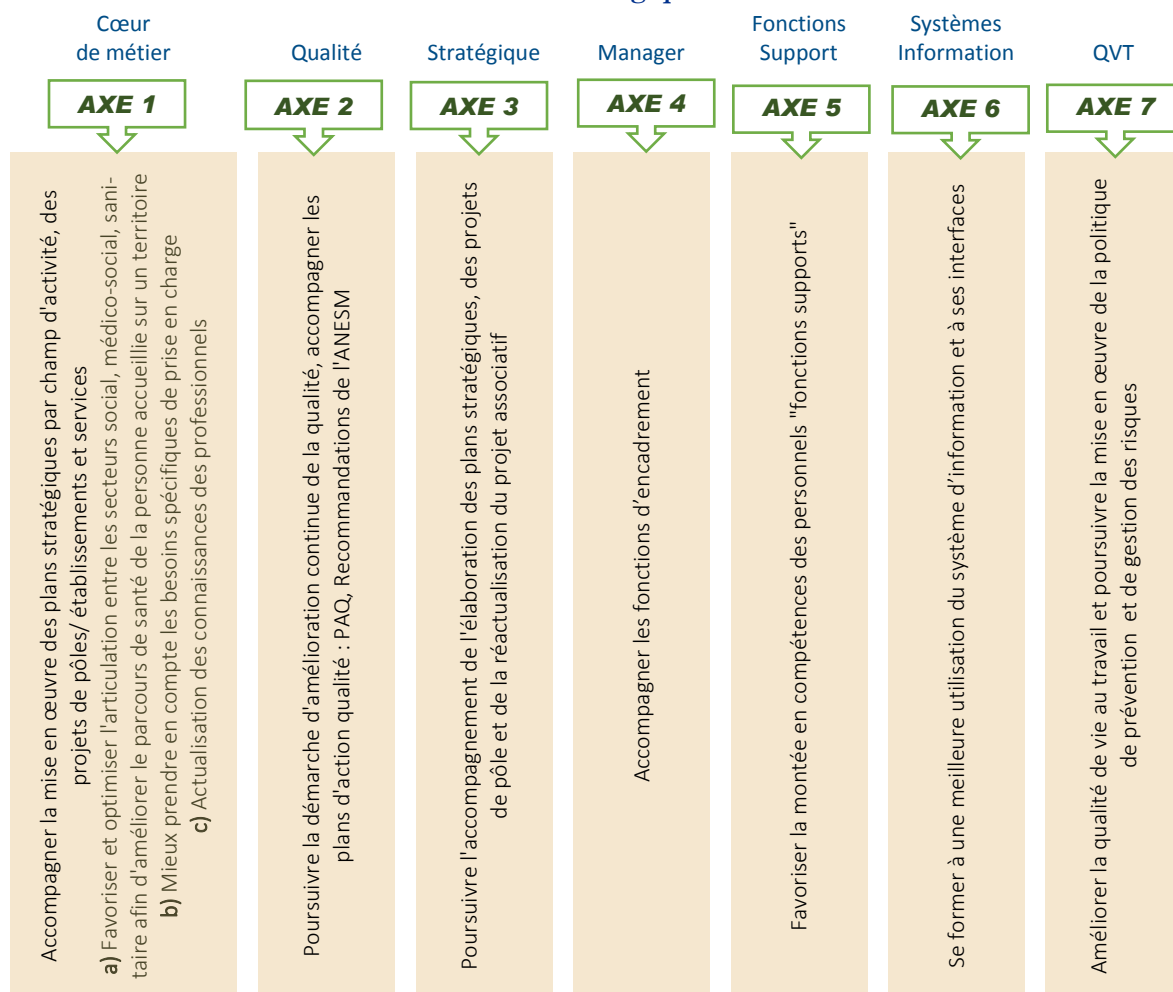 Cœur
de métier
Qualité
Stratégique
Manager
Fonctions
Support
Systèmes
Information
QVT
AXE 1
AXE 2
AXE 3
AXE 4
AXE 5
AXE 6
AXE 7
Accompagner la mise en œuvre des plans stratégiques par champ d'activité, des
projets de pôles/ établissements et services
a) Favoriser et optimiser l'articulation entre les secteurs social, médico-social, sani-
taire afin d'améliorer le parcours de santé de la personne accueillie sur un territoire
b) Mieux prendre en compte les besoins spécifiques de prise en charge
c) Actualisation des connaissances des professionnels
Poursuivre la démarche d'amélioration continue de la qualité, accompagner les
plans d'action qualité : PAQ, Recommandations de l'ANESM
Poursuivre l'accompagnement de l'élaboration des plans stratégiques, des projets
de pôle et de la réactualisation du projet associatif
Accompagner les fonctions d’encadrement
Favoriser la montée en compétences des personnels "fonctions supports"
Se former à une meilleure utilisation du système d’information et à ses interfaces
Améliorer la qualité de vie au travail et poursuivre la mise en œuvre de la politique
de prévention et de gestion des risques